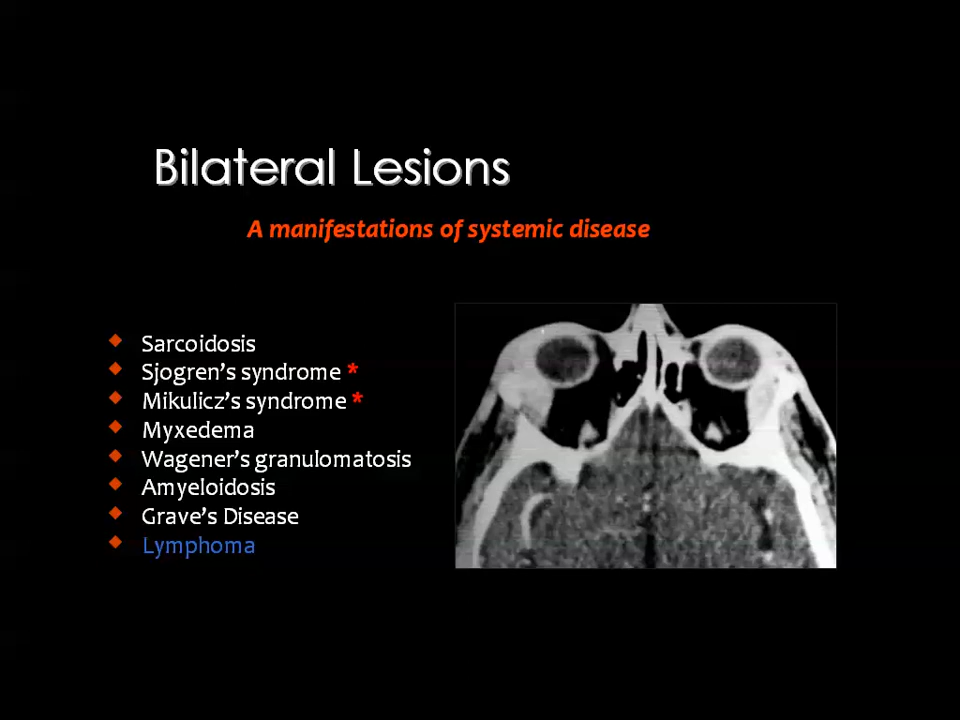 Bilateral Lesions
A manifestations of systemic disease
Sarcoidosis
Sjogren's syndrome *
Mikulicz's syndrome *
Myxedema
Wagener's granulomatosis
Amyeloidosis
Grave's Disease
Lymphoma